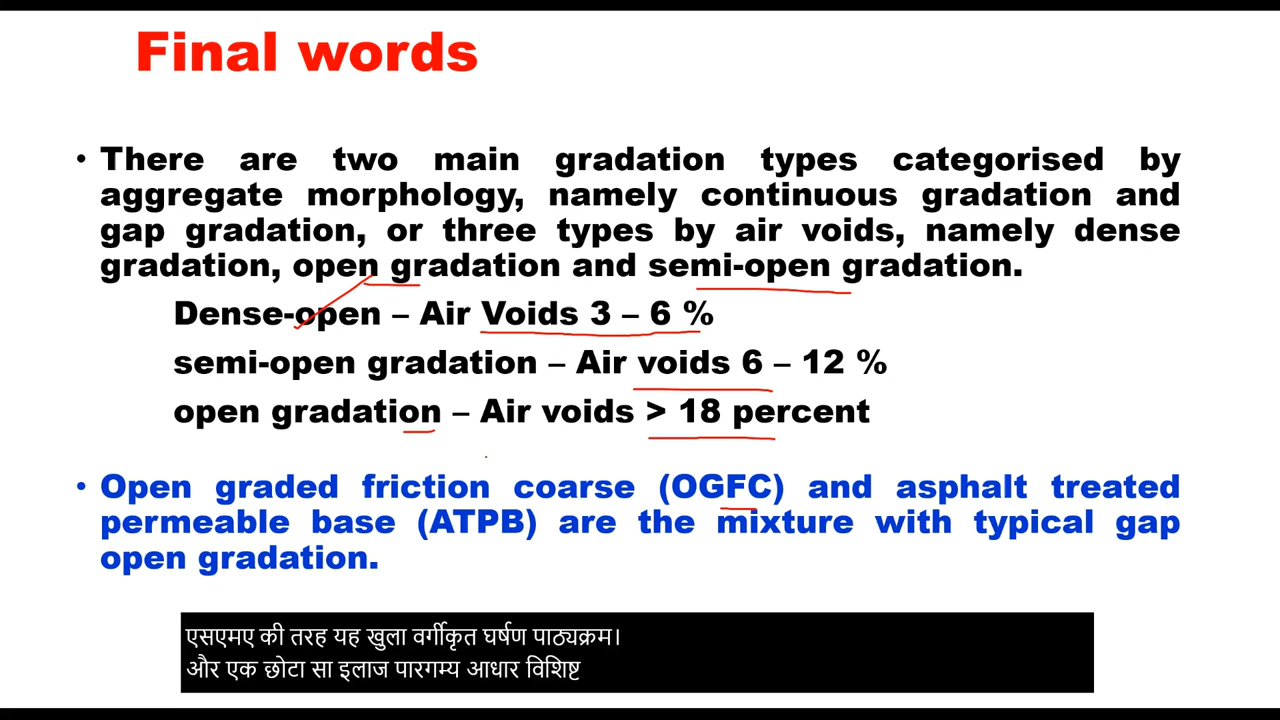 Final words
• There are two main gradation types categorised by
aggregate morphology, namely continuous gradation and
gap gradation, or three types by air voids, namely dense
gradation, open gradation and semi-open gradation.
Dense-open – Air Voids 3 – 6 %
semi-open gradation – Air voids 6 – 12 %
open gradation – Air voids > 18 percent
• Open graded friction coarse (OGFC) and asphalt treated
permeable base (ATPB) are the mixture with typical gap
open gradation.
एसएमए की तरह यह खुला वर्गीकृत घर्षण पाठ्यक्रम।
और एक छोटा सा इलाज पारगम्य आधार विशिष्ट